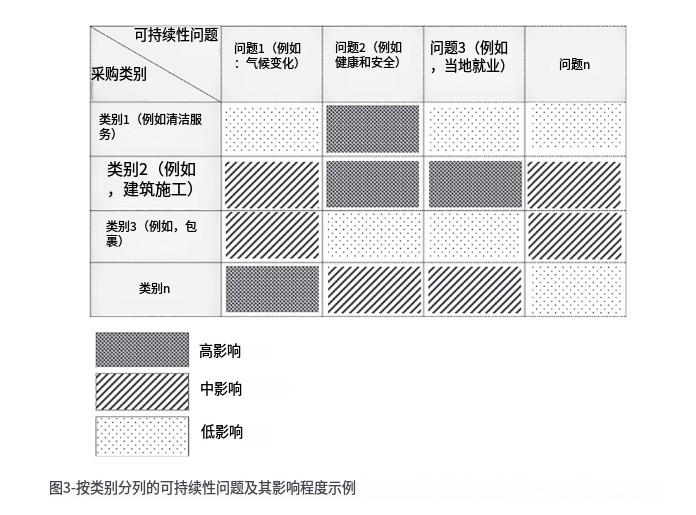 可持续性问题
采购类别
问题1（例如
：气候变化）
问题2（例如
健康和安全）
问题3（例如
，当地就业）
问题n
类别1（例如清洁服
务）
类别2（例如
，建筑施工）
类别3（例如，包
裹）
类别n
高影响
中影响
低影响
图3-按类别分列的可持续性问题及其影响程度示例